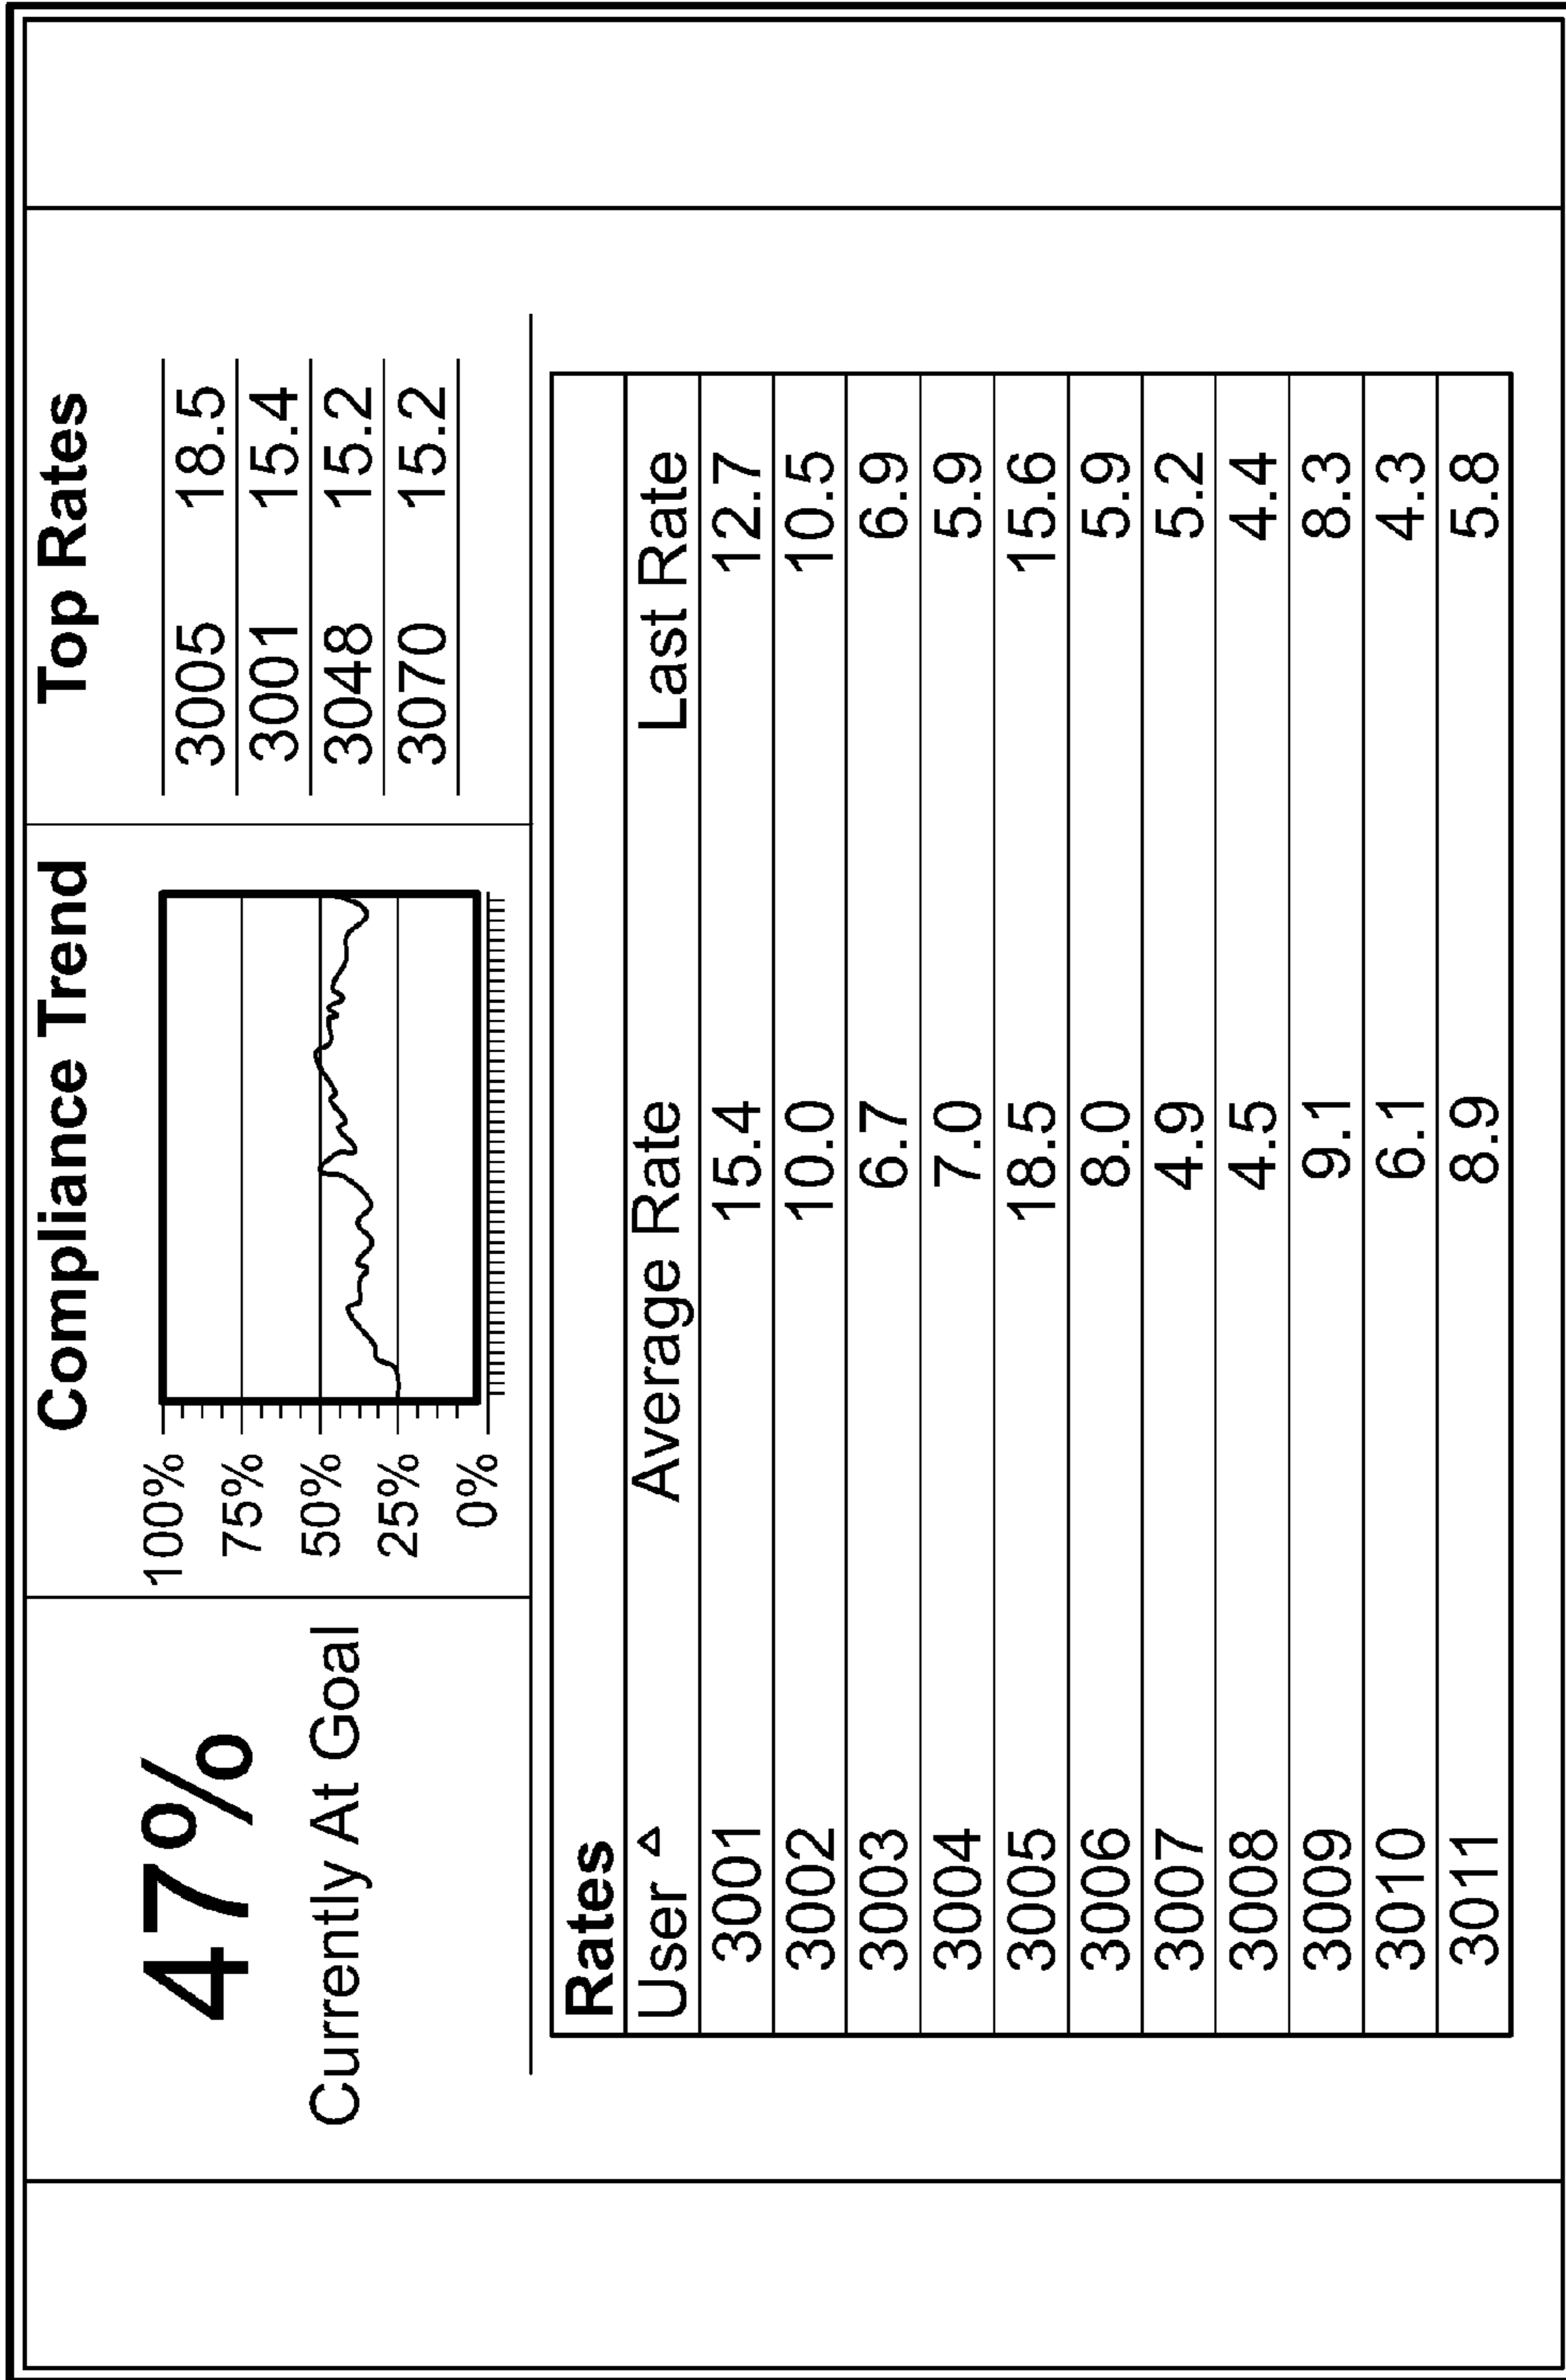 47%
Currently At Goal
Compliance Trend
100%
75%
50%
25%
0%
Top Rates
3005 18.5
3001 15.4
3048 15.2
3070 15.2
Rates
User △ Average Rate Last Rate
3001 15.4 12.7
3002 10.0 10.5
3003 6.7 6.9
3004 7.0 5.9
3005 18.5 15.6
3006 8.0 5.9
3007 4.9 5.2
3008 4.5 4.4
3009 9.1 8.3
3010 6.1 4.3
3011 8.9 5.8